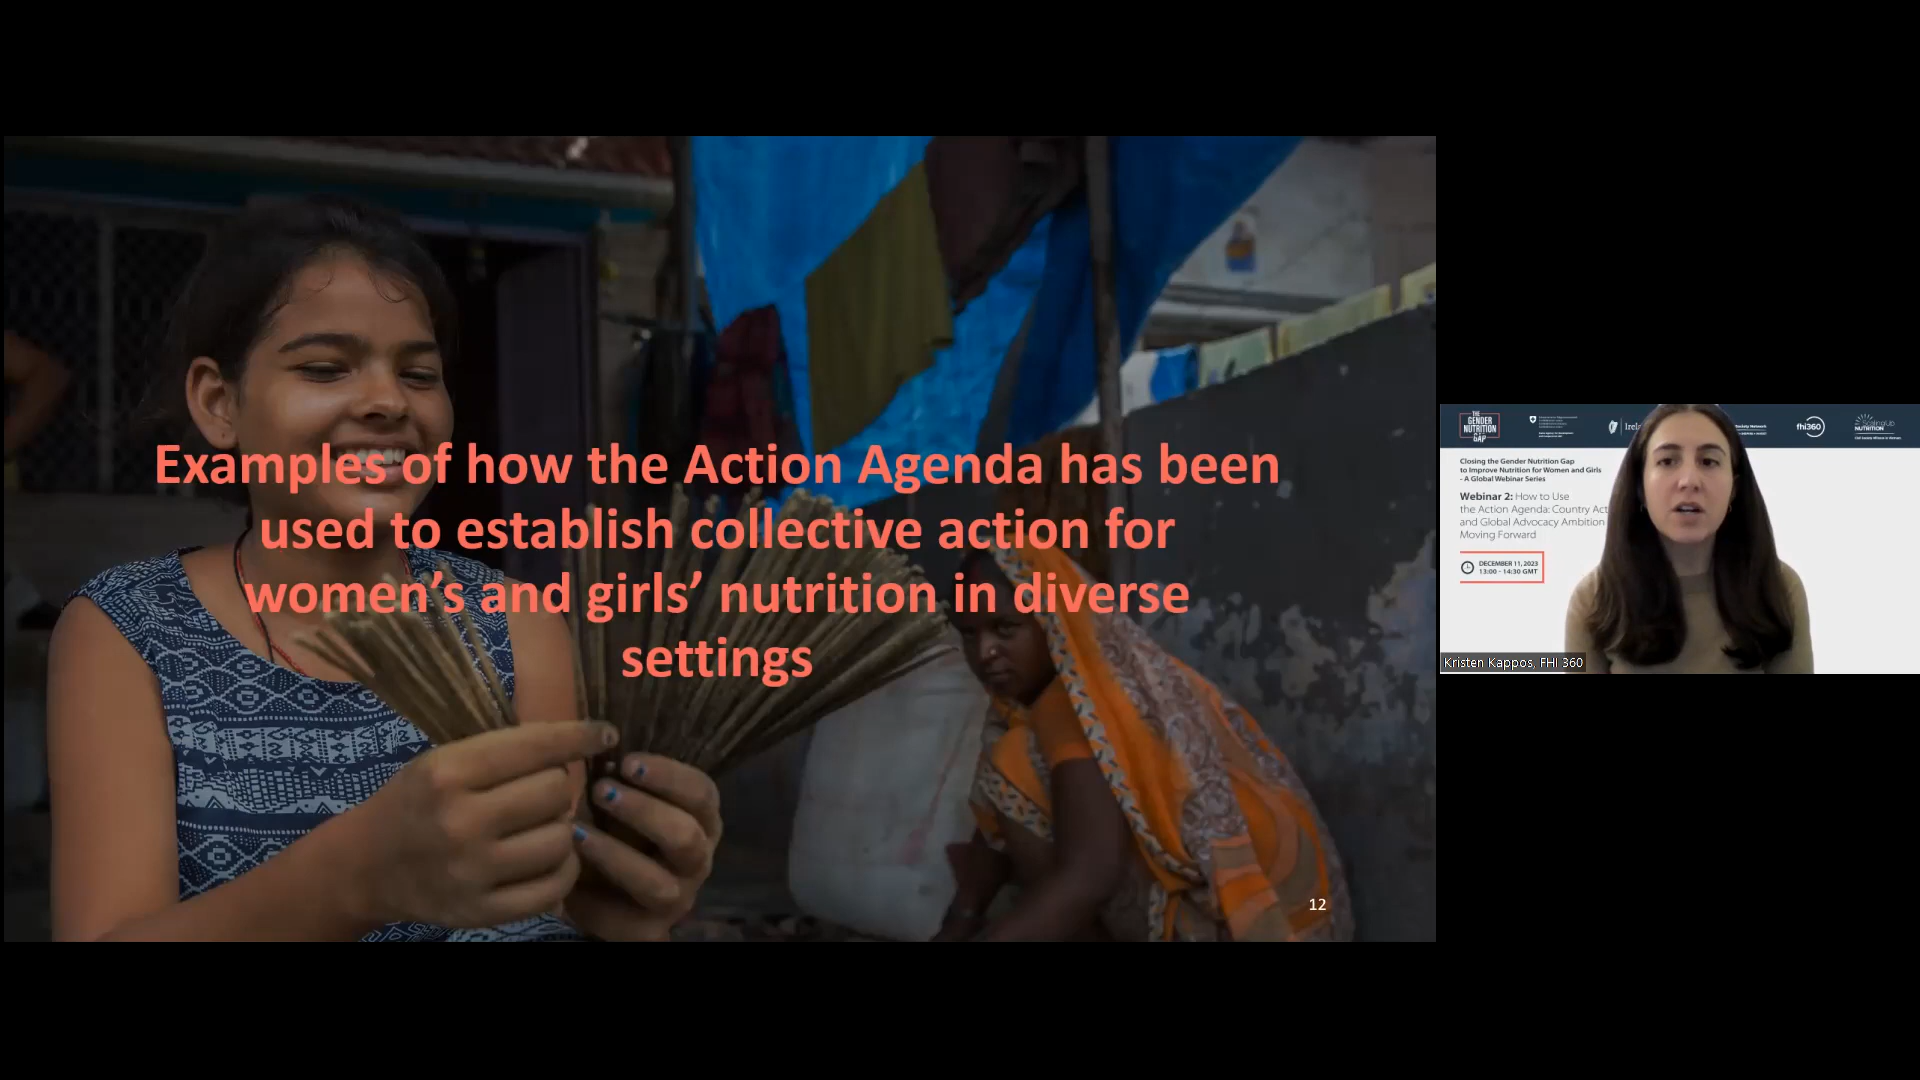 Examples of how the Action Agenda has been
used to establish collective action for
women’s and girls’ nutrition in diverse
settings
12
THE
GENDER
NUTRITION
GAP
fhi360
Scaling Up
NUTRITION
Closing the Gender Nutrition Gap
to Improve Nutrition for Women and Girls
- A Global Webinar Series
Webinar 2: How to Use
the Action Agenda: Country Act
and Global Advocacy Ambition
Moving Forward
DECEMBER 11, 2023
13:00 - 14:30 GMT
Kristen Kappos, FHI 360